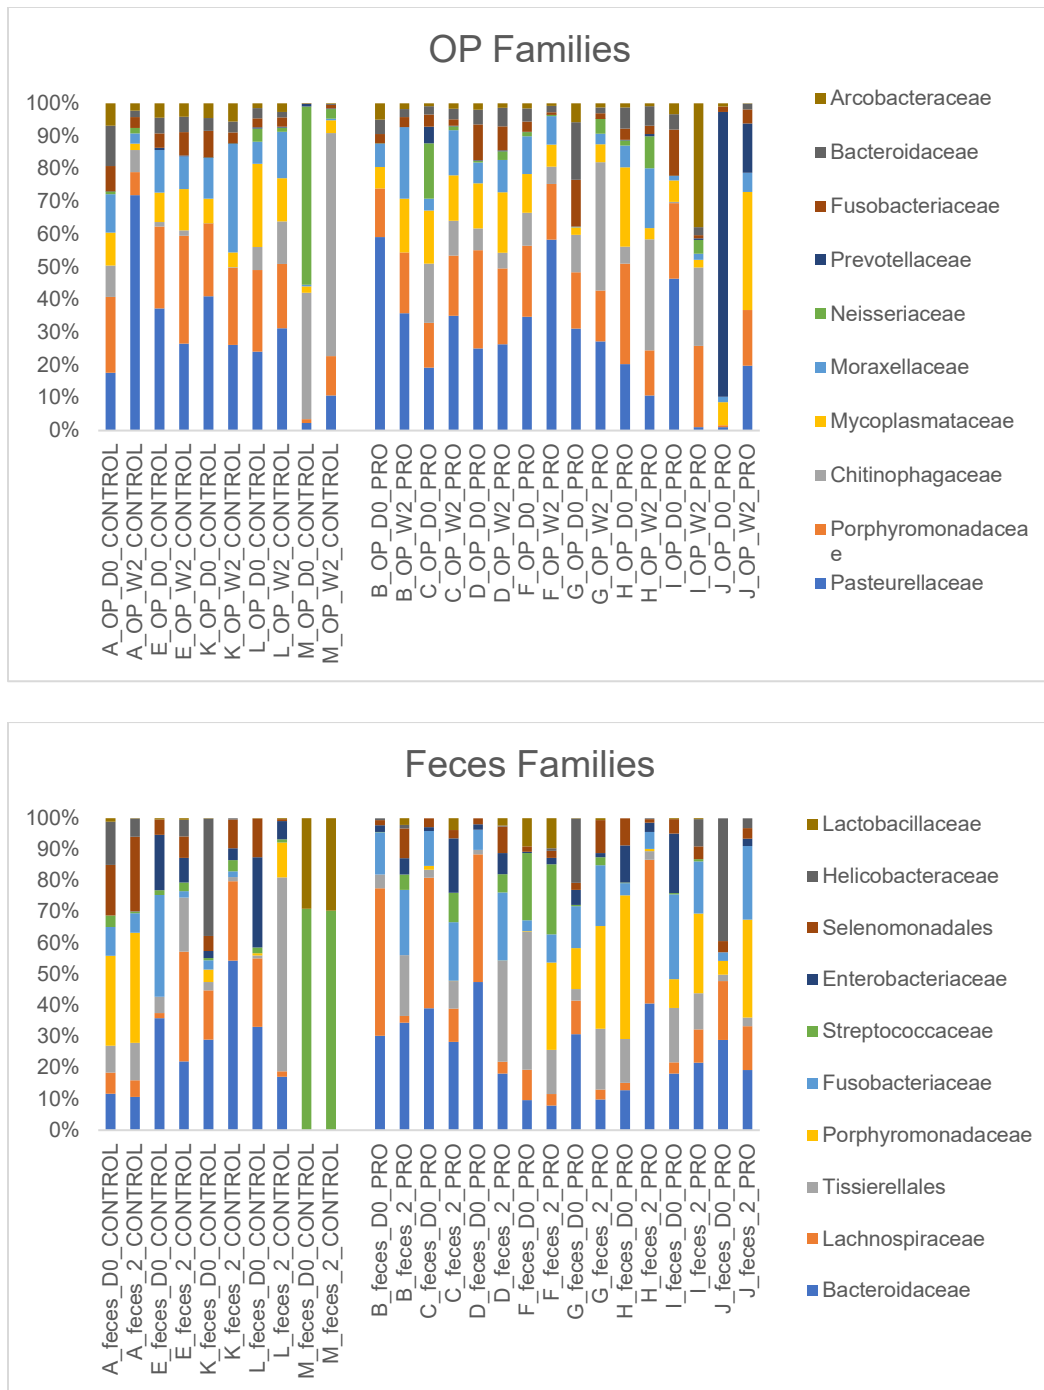 OP Families
100%
90%
80%
70%
60%
50%
40%
30%
20%
10%
0%
A_OP_D0_CONTROL
A_OP_W2_CONTROL
E_OP_D0_CONTROL
E_OP_W2_CONTROL
K_OP_D0_CONTROL
K_OP_W2_CONTROL
L_OP_D0_CONTROL
L_OP_W2_CONTROL
M_OP_D0_CONTROL
M_OP_W2_CONTROL
B_OP_D0_PRO
B_OP_W2_PRO
C_OP_D0_PRO
C_OP_W2_PRO
D_OP_D0_PRO
D_OP_W2_PRO
F_OP_D0_PRO
F_OP_W2_PRO
G_OP_D0_PRO
G_OP_W2_PRO
H_OP_D0_PRO
H_OP_W2_PRO
I_OP_D0_PRO
I_OP_W2_PRO
J_OP_D0_PRO
J_OP_W2_PRO
Arcobacteraceae
Bacteroidaceae
Fusobacteriaceae
Prevotellaceae
Neisseriaceae
Moraxellaceae
Mycoplasmataceae
Chitinophagaceae
Porphyromonadacea
e
Pasteurellaceae
Feces Families
100%
90%
80%
70%
60%
50%
40%
30%
20%
10%
0%
A_feces_D0_CONTROL
A_feces_2_CONTROL
E_feces_D0_CONTROL
E_feces_2_CONTROL
K_feces_D0_CONTROL
K_feces_2_CONTROL
L_feces_D0_CONTROL
L_feces_2_CONTROL
M_feces_D0_CONTROL
M_feces_2_CONTROL
B_feces_D0_PRO
B_feces_2_PRO
C_feces_D0_PRO
C_feces_2_PRO
D_feces_D0_PRO
D_feces_2_PRO
F_feces_D0_PRO
F_feces_2_PRO
G_feces_D0_PRO
G_feces_2_PRO
H_feces_D0_PRO
H_feces_2_PRO
I_feces_D0_PRO
I_feces_2_PRO
J_feces_D0_PRO
J_feces_2_PRO
Lactobacillaceae
Helicobacteraceae
Selenomonadales
Enterobacteriaceae
Streptococcaceae
Fusobacteriaceae
Porphyromonadaceae
Tissierellales
Lachnospiraceae
Bacteroidaceae